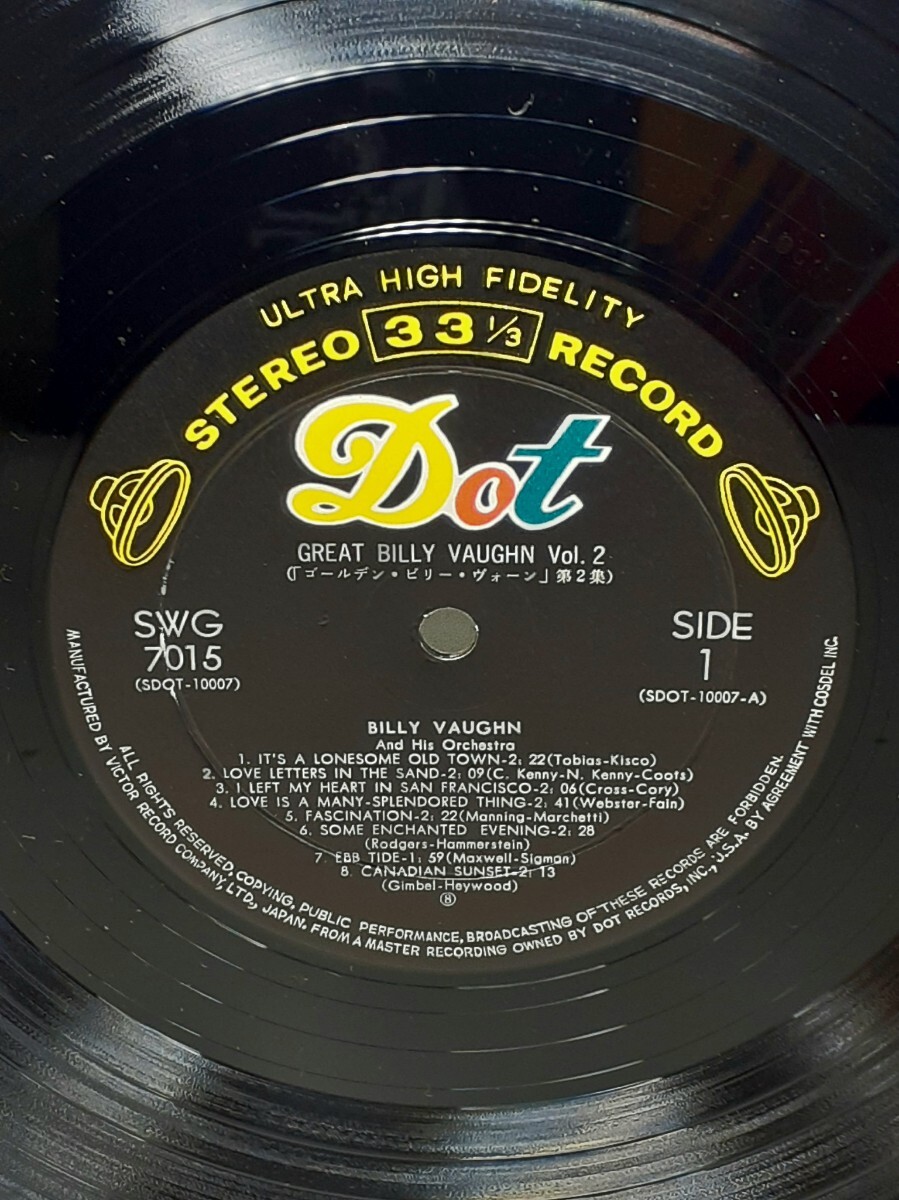 ULTRA HIGH FIDELITY
STEREO 33 1/3 RECORD
Dot
GREAT BILLY VAUGHN Vol. 2
(「ゴールデン・ビリー・ヴォーン」第2集)
SWG
7015
(SDOT-10007)
SIDE
1
(SDOT-10007-A)
BILLY VAUGHN
And His Orchestra
1. IT'S A LONESOME OLD TOWN-2: 22(Tobias-Kisco)
2. LOVE LETTERS IN THE SAND-2: 09(C. Kenny-N. Kenny-Coots)
3. I LEFT MY HEART IN SAN FRANCISCO-2: 06(Cross-Cory)
4. LOVE IS A MANY-SPLENDORED THING-2: 41(Webster-Fain)
5. FASCINATION-2: 22(Manning-Marchetti)
6. SOME ENCHANTED EVENING-2: 28
(Rodgers-Hammerstein)
7. EBB TIDE-1: 59(Maxwell-Sigman)
8. CANADIAN SUNSET-2: 13
(Gimbel-Heywood)
⑧
ALL RIGHTS RESERVED, COPYING, PUBLIC PERFORMANCE, BROADCASTING OF THESE RECORDS ARE FORBIDDEN.
MANUFACTURED BY VICTOR RECORD COMPANY, LTD., JAPAN, FROM A MASTER RECORDING OWNED BY DOT RECORDS, INC., U.S.A. BY AGREEMENT WITH COSDEL INC.